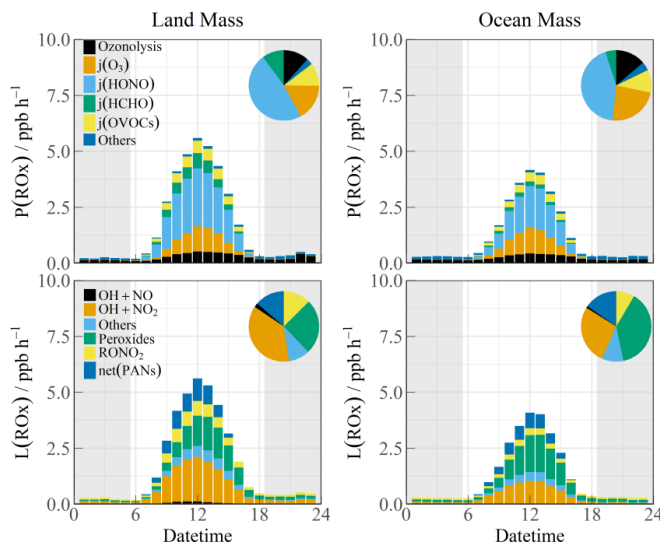 Land Mass
Ocean Mass
P(ROx) / ppb h⁻¹
10.0
7.5
5.0
2.5
0.0
Ozonolysis
j(O₃)
j(HONO)
j(HCHO)
j(OVOCs)
Others
P(ROx) / ppb h⁻¹
10.0
7.5
5.0
2.5
0.0
L(ROx) / ppb h⁻¹
10.0
7.5
5.0
2.5
0.0
OH + NO
OH + NO₂
Others
Peroxides
RONO₂
net(PANs)
0 6 12 18 24
Datetime
L(ROx) / ppb h⁻¹
10.0
7.5
5.0
2.5
0.0
0 6 12 18 24
Datetime